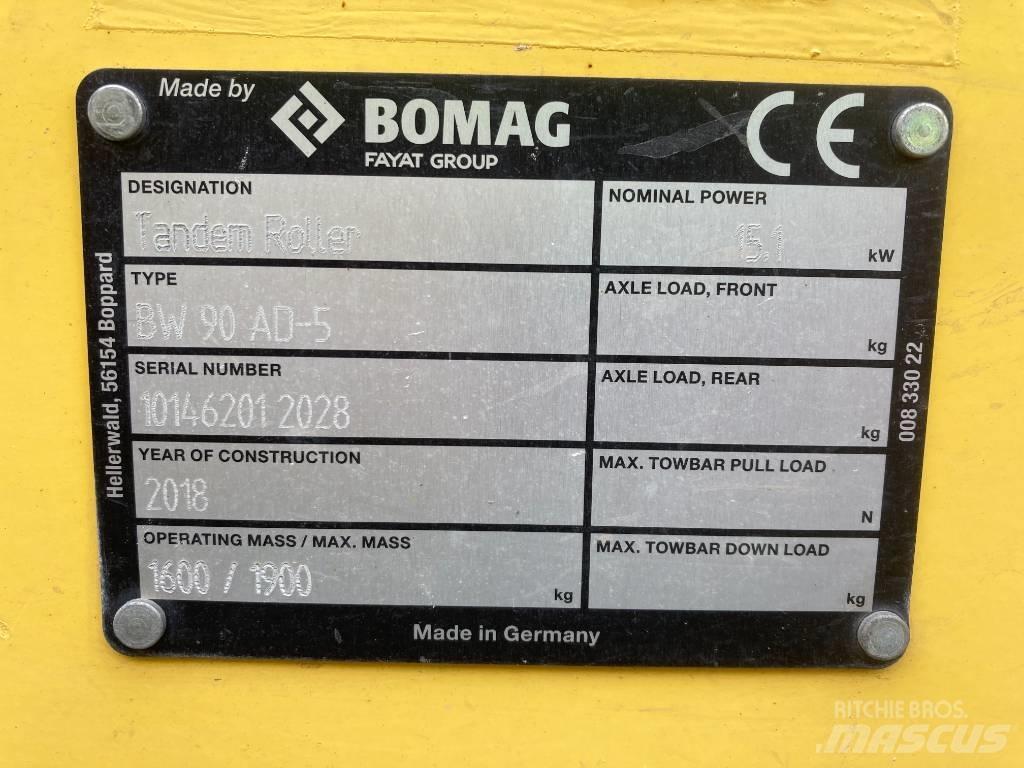 Made by BOMAG CE
FAYAT GROUP
DESIGNATION
Tandem Roller
TYPE
BW 90 AD-5
SERIAL NUMBER
10146201 2028
YEAR OF CONSTRUCTION
2018
OPERATING MASS / MAX. MASS
1600 / 1900 kg
NOMINAL POWER
15,1 kW
AXLE LOAD, FRONT
kg
AXLE LOAD, REAR
kg
MAX. TOWBAR PULL LOAD
N
MAX. TOWBAR DOWN LOAD
kg
Hellerwald, 56154 Boppard
008 330 22
Made in Germany
RITCHIE BROS.
MASCUS